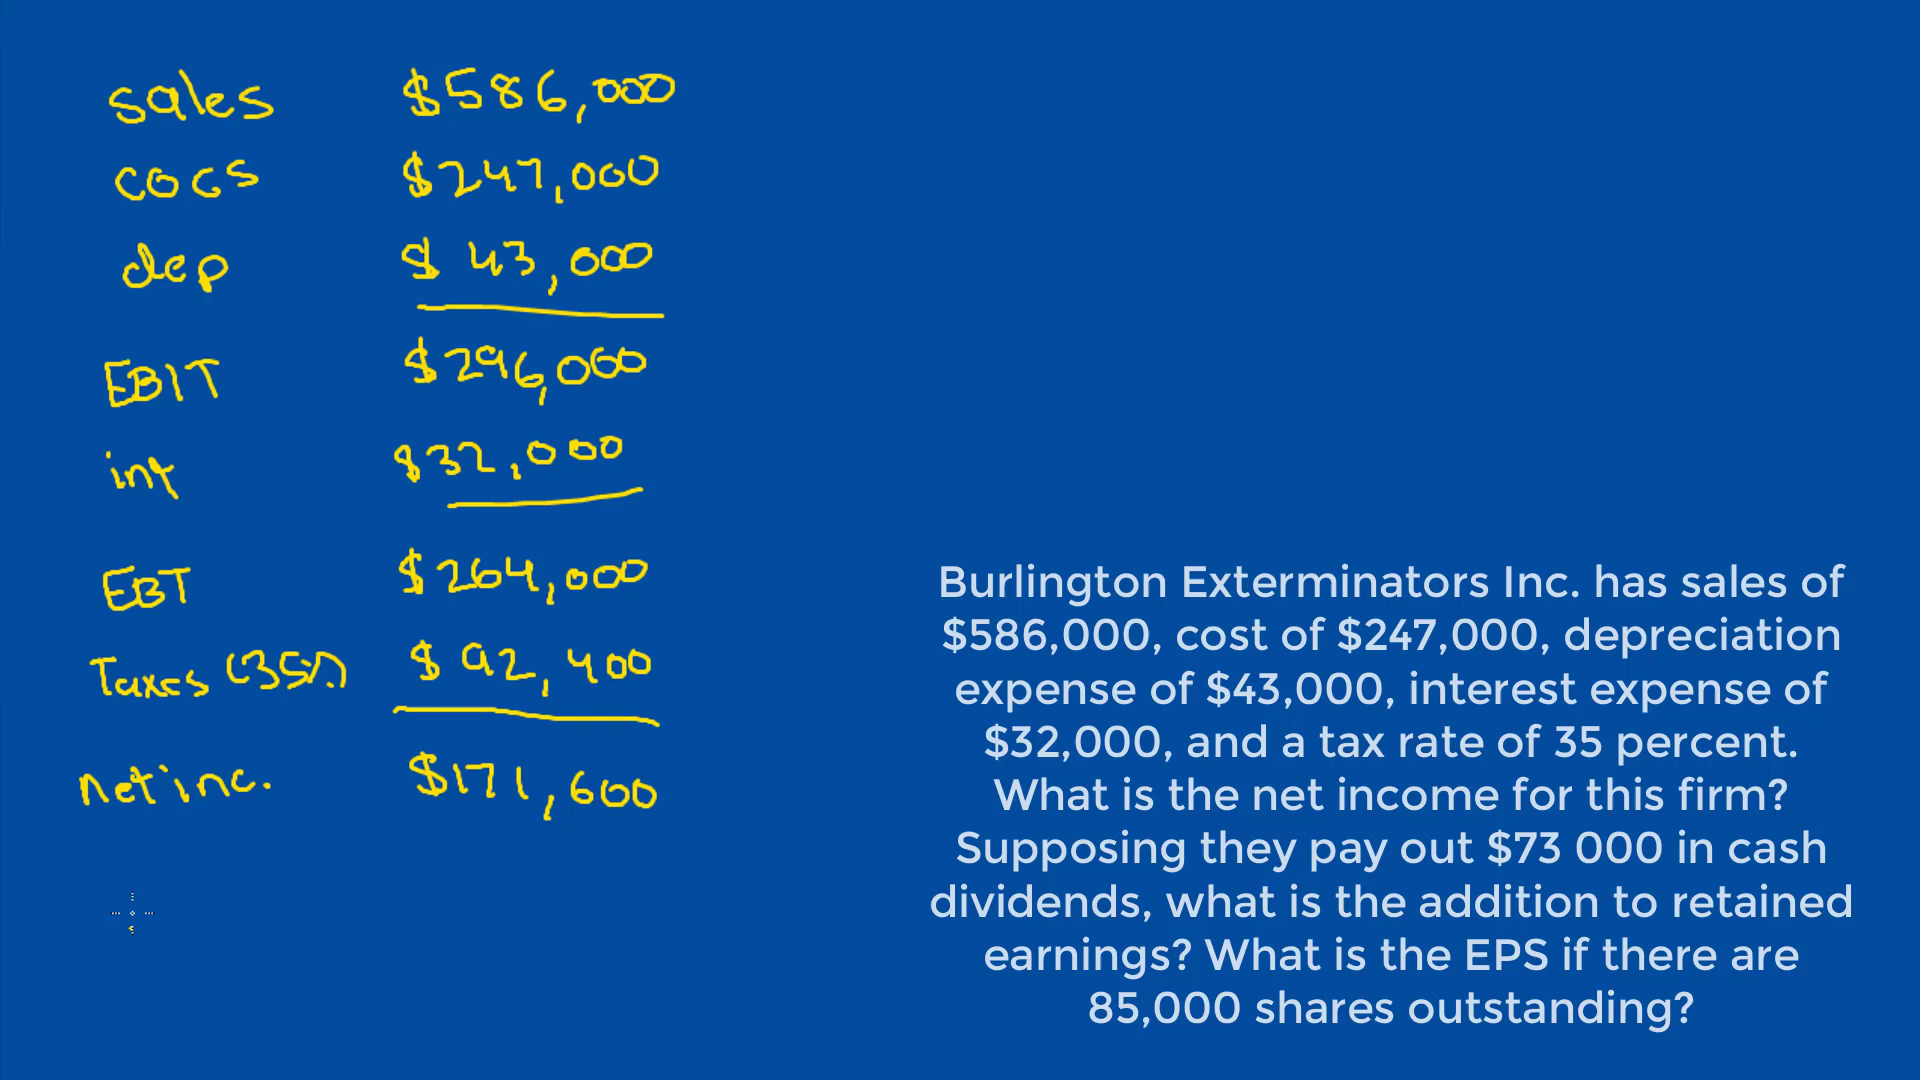 sales $586,000
COGS $247,000
dep $ 43,000
EBIT $296,000
int $32,000
EBT $264,000
Taxes (35%) $ 92,400
net inc. $171,600
Burlington Exterminators Inc. has sales of
$586,000, cost of $247,000, depreciation
expense of $43,000, interest expense of
$32,000, and a tax rate of 35 percent.
What is the net income for this firm?
Supposing they pay out $73 000 in cash
dividends, what is the addition to retained
earnings? What is the EPS if there are
85,000 shares outstanding?